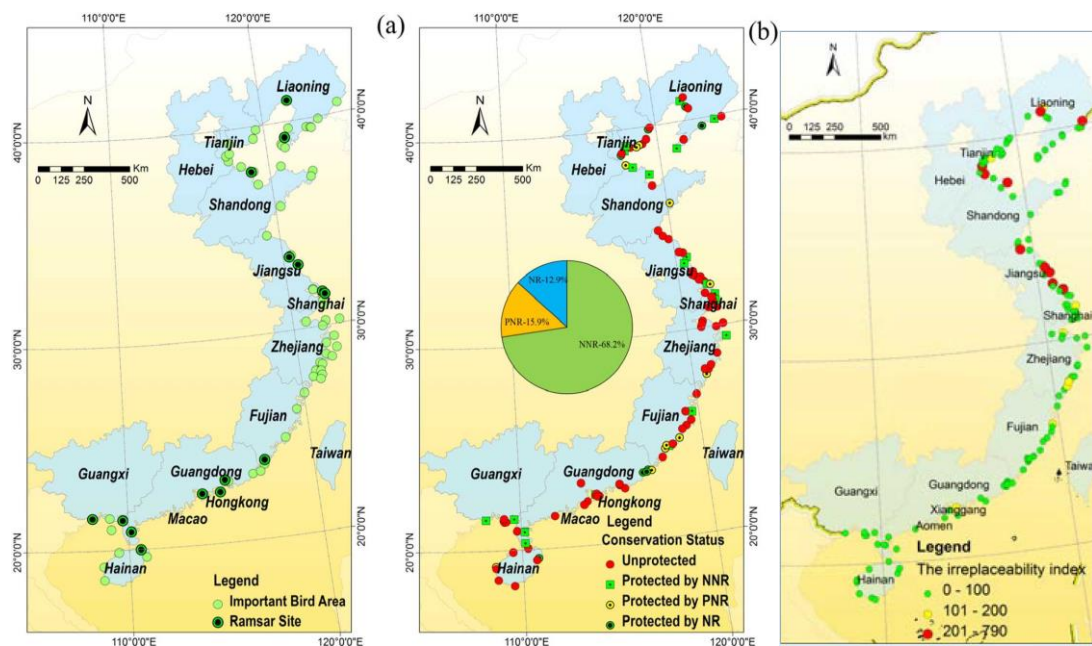 110°0'0"E
120°0'0"E
N
40°0'0"N
30°0'0"N
20°0'0"N
0 125 250 500
Km
Liaoning
Tianjin
Hebei
Shandong
Jiangsu
Shanghai
Zhejiang
Fujian
Taiwan
Guangxi
Guangdong
Hongkong
Macao
Hainan
Legend
Important Bird Area
Ramsar Site
110°0'0"E
120°0'0"E
(a)
110°0'0"E
120°0'0"E
N
40°0'0"N
30°0'0"N
20°0'0"N
0 125 250 500
Km
Liaoning
Tianjin
Hebei
Shandong
Jiangsu
Shanghai
Zhejiang
Fujian
Taiwan
Guangxi
Guangdong
Hongkong
Macao
Hainan
NR-12.9%
PNR-15.9%
NNR-68.2%
Legend
Conservation Status
Unprotected
Protected by NNR
Protected by PNR
Protected by NR
110°0'0"E
120°0'0"E
(b)
N
0 125 250 500
Km
Liaoning
Tianjin
Hebei
Shandong
Jiangsu
Shanghai
Zhejiang
Fujian
Guangxi
Guangdong
Xianggang
Aomen
Hainan
Legend
The irreplaceability index
0 - 100
101 - 200
201 - 790